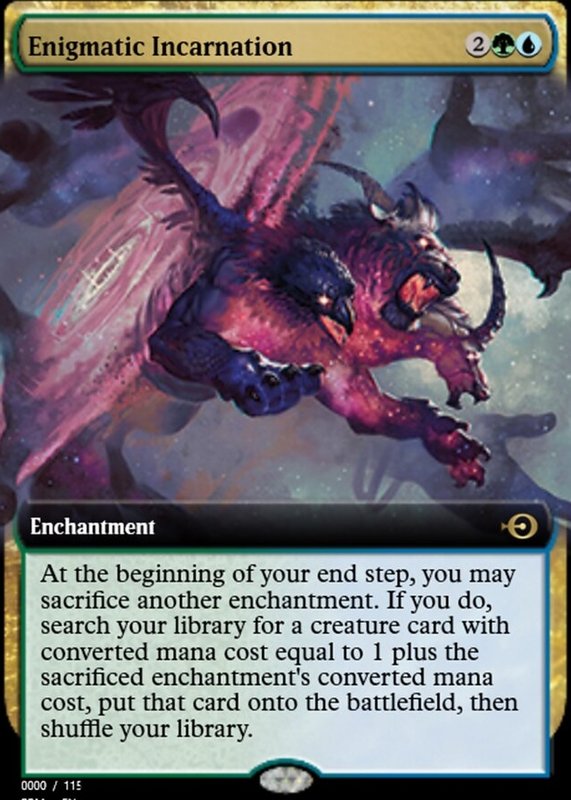 Enigmatic Incarnation 2
Enchantment
At the beginning of your end step, you may
sacrifice another enchantment. If you do,
search your library for a creature card with
converted mana cost equal to 1 plus the
sacrificed enchantment's converted mana
cost, put that card onto the battlefield, then
shuffle your library.
0000 / 115